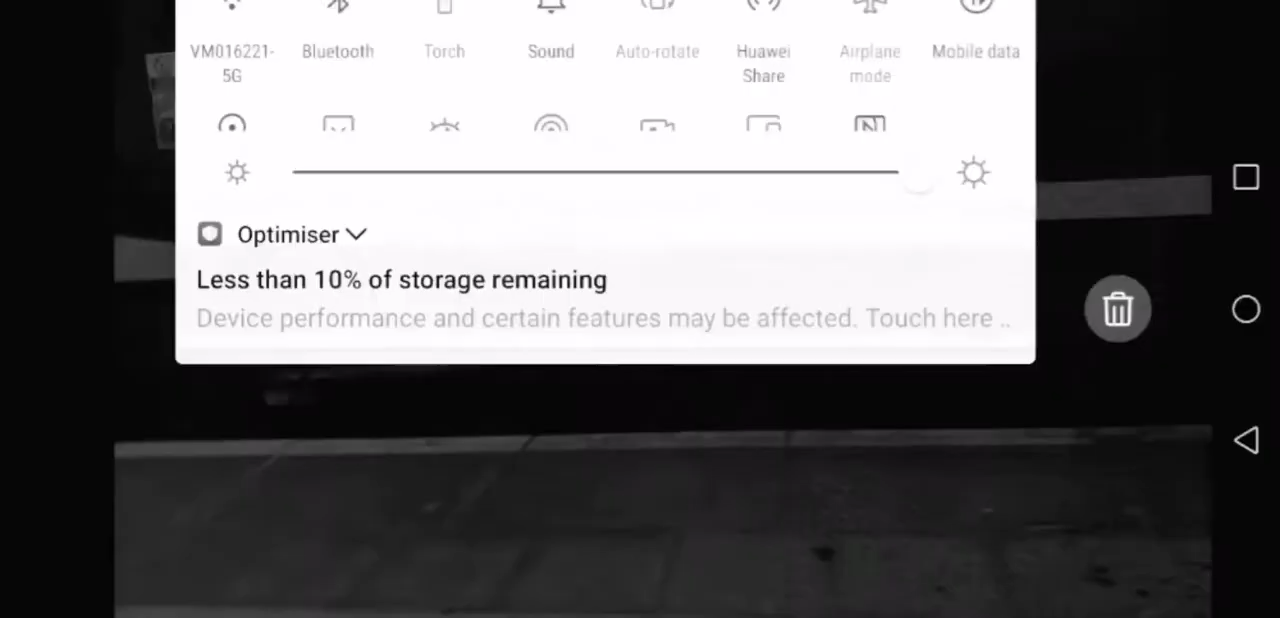 VM016221- Bluetooth Torch Sound Auto-rotate Huawei Airplane Mobile data
5G Share mode
Optimiser
Less than 10% of storage remaining
Device performance and certain features may be affected. Touch here ..